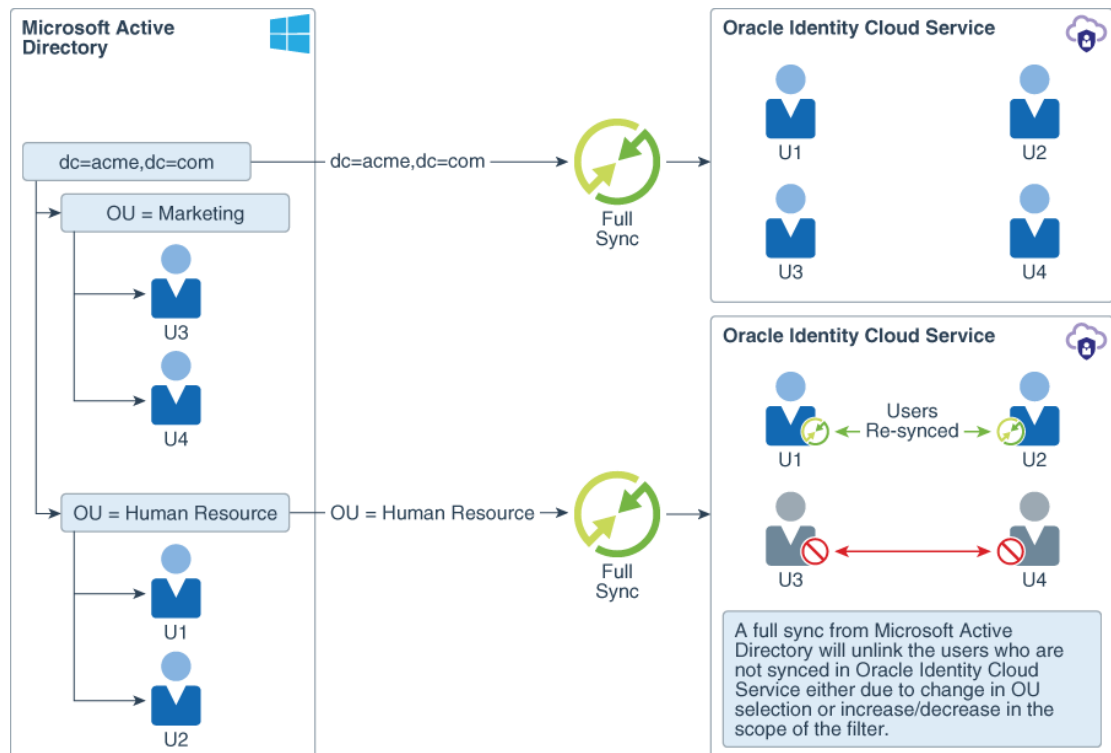 Microsoft Active
Directory
dc=acme,dc=com
OU = Marketing
U3
U4
OU = Human Resource
U1
U2
dc=acme,dc=com
Full
Sync
OU = Human Resource
Full
Sync
Oracle Identity Cloud Service
U1
U2
U3
U4
Oracle Identity Cloud Service
Users
Re-synced
U1
U2
U3
U4
A full sync from Microsoft Active
Directory will unlink the users who are
not synced in Oracle Identity Cloud
Service either due to change in OU
selection or increase/decrease in the
scope of the filter.